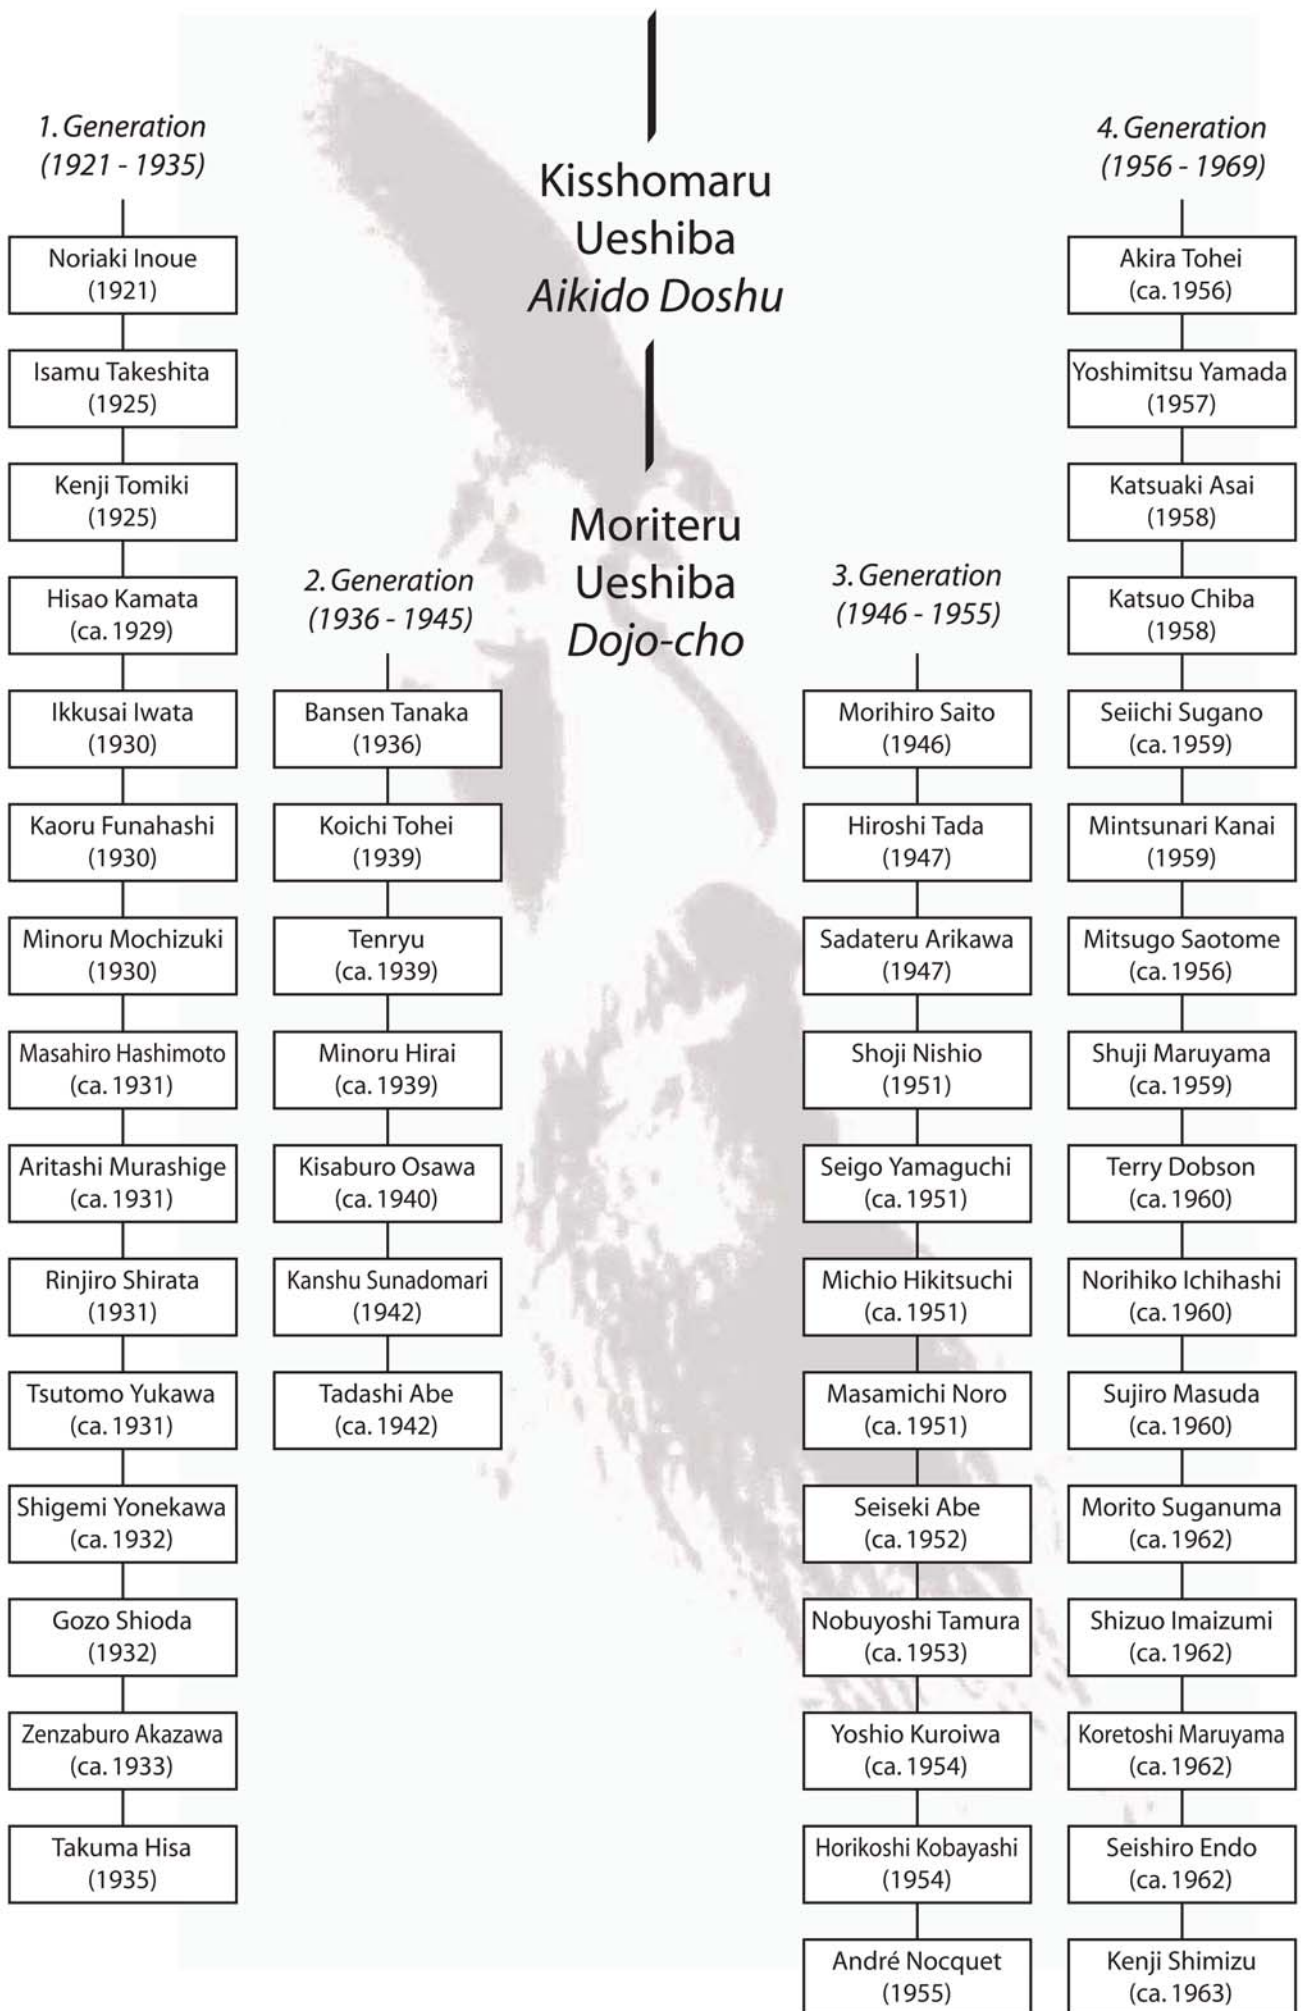 1. Generation
(1921 - 1935)
Noriaki Inoue
(1921)
Isamu Takeshita
(1925)
Kenji Tomiki
(1925)
Hisao Kamata
(ca. 1929)
Ikkusai Iwata
(1930)
Kaoru Funahashi
(1930)
Minoru Mochizuki
(1930)
Masahiro Hashimoto
(ca. 1931)
Aritashi Murashige
(ca. 1931)
Rinjiro Shirata
(1931)
Tsutomo Yukawa
(ca. 1931)
Shigemi Yonekawa
(ca. 1932)
Gozo Shioda
(1932)
Zenzaburo Akazawa
(ca. 1933)
Takuma Hisa
(1935)
Kisshomaru
Ueshiba
Aikido Doshu
Moriteru
Ueshiba
Dojo-cho
2. Generation
(1936 - 1945)
Bansen Tanaka
(1936)
Koichi Tohei
(1939)
Tenryu
(ca. 1939)
Minoru Hirai
(ca. 1939)
Kisaburo Osawa
(ca. 1940)
Kanshu Sunadomari
(1942)
Tadashi Abe
(ca. 1942)
3. Generation
(1946 - 1955)
Morihiro Saito
(1946)
Hiroshi Tada
(1947)
Sadateru Arikawa
(1947)
Shoji Nishio
(1951)
Seigo Yamaguchi
(ca. 1951)
Michio Hikitsuchi
(ca. 1951)
Masamichi Noro
(ca. 1951)
Seiseki Abe
(ca. 1952)
Nobuyoshi Tamura
(ca. 1953)
Yoshio Kuroiwa
(ca. 1954)
Horikoshi Kobayashi
(1954)
André Nocquet
(1955)
4. Generation
(1956 - 1969)
Akira Tohei
(ca. 1956)
Yoshimitsu Yamada
(1957)
Katsuaki Asai
(1958)
Katsuo Chiba
(1958)
Seiichi Sugano
(ca. 1959)
Mintsunari Kanai
(1959)
Mitsugo Saotome
(ca. 1956)
Shuji Maruyama
(ca. 1959)
Terry Dobson
(ca. 1960)
Norihiko Ichihashi
(ca. 1960)
Sujiro Masuda
(ca. 1960)
Morito Suganuma
(ca. 1962)
Shizuo Imaizumi
(ca. 1962)
Koretoshi Maruyama
(ca. 1962)
Seishiro Endo
(ca. 1962)
Kenji Shimizu
(ca. 1963)